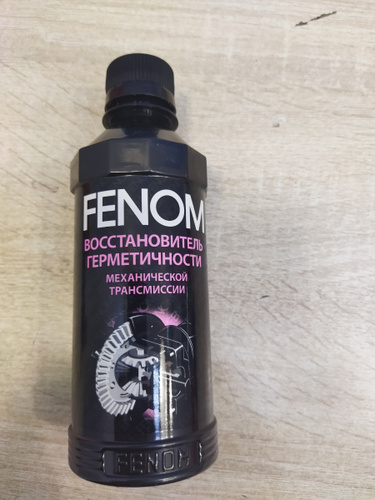 FENOM
ВОССТАНОВИТЕЛЬ
ГЕРМЕТИЧНОСТИ
МЕХАНИЧЕСКОЙ
ТРАНСМИССИИ
FENOM